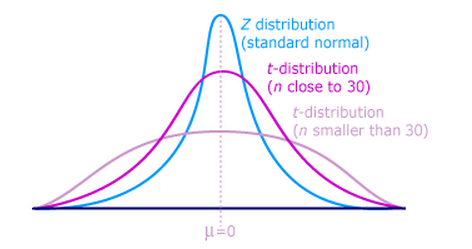 Z distribution
(standard normal)
t-distribution
(n close to 30)
t-distribution
(n smaller than 30)
μ=0